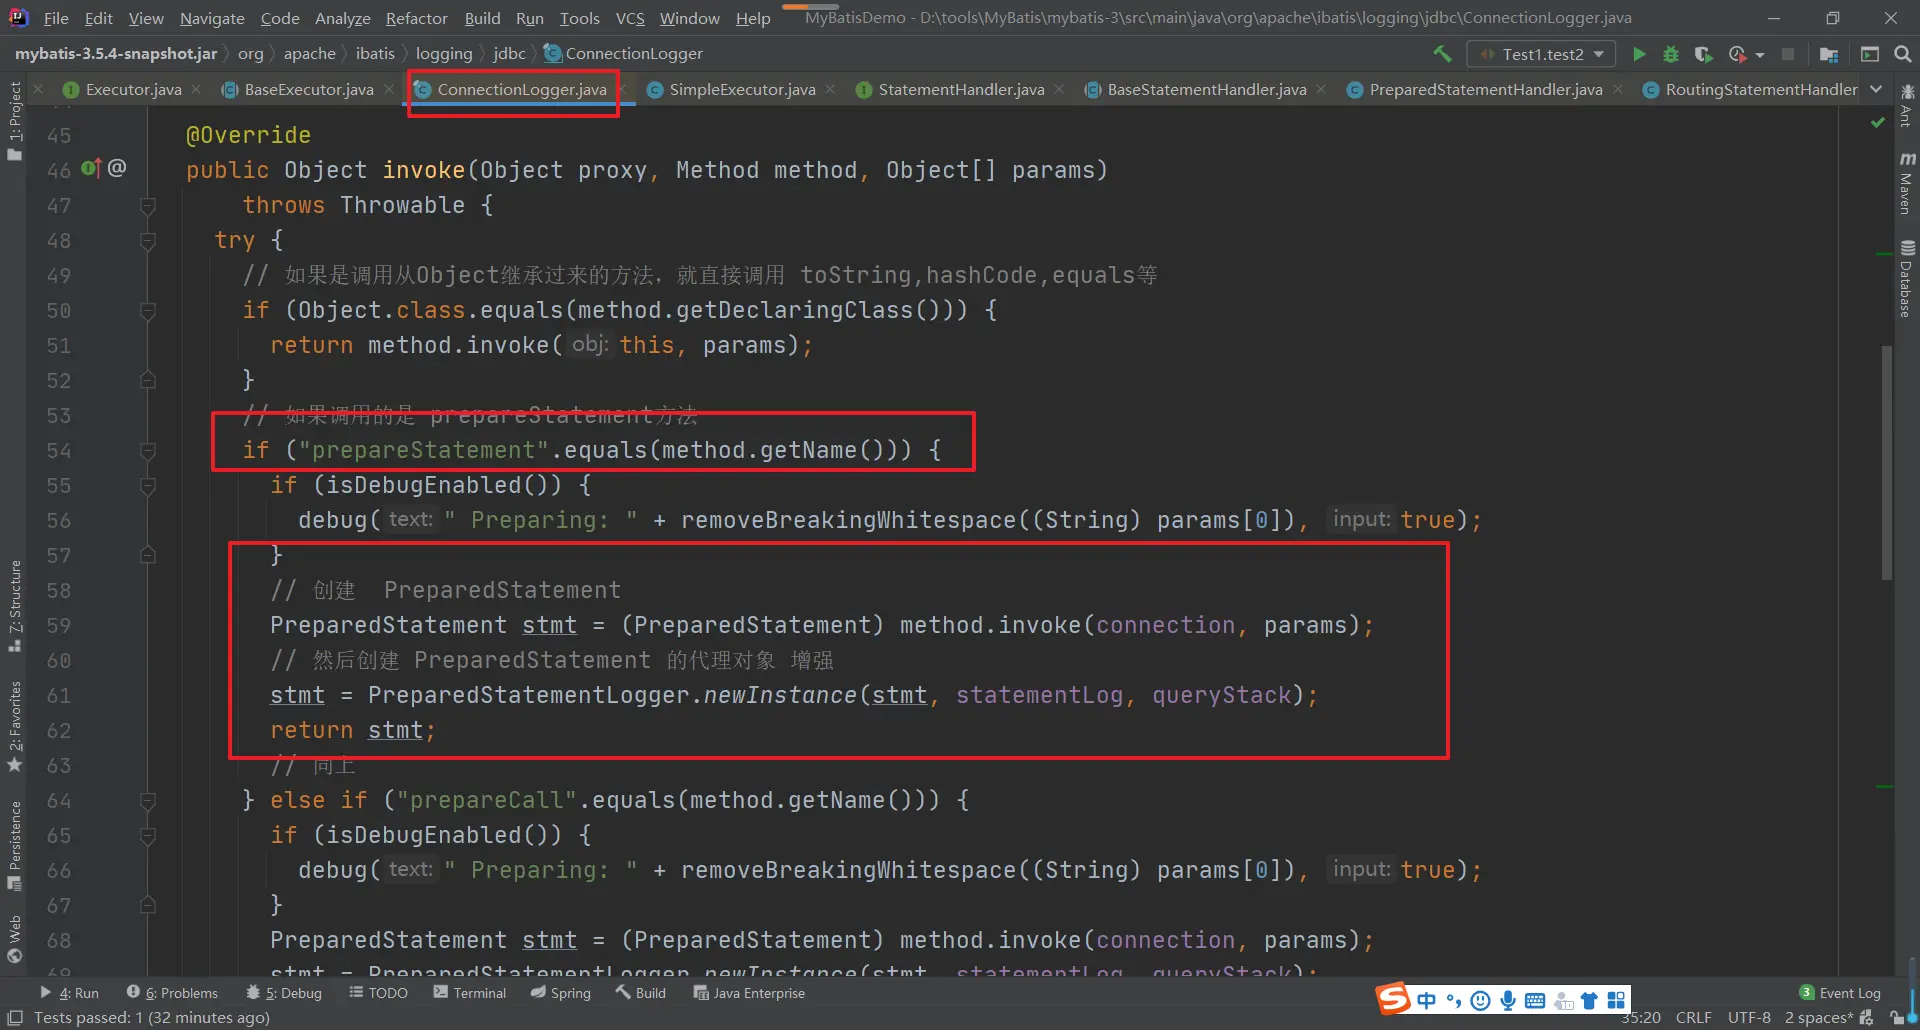 File Edit View Navigate Code Analyze Refactor Build Run Tools VCS Window Help MyBatisDemo - D:\tools\MyBatis\mybatis-3\src\main\java\org\apache\ibatis\logging\jdbc\ConnectionLogger.java
mybatis-3.5.4-snapshot.jar org apache ibatis logging jdbc ConnectionLogger Test1.test2
Executor.java BaseExecutor.java ConnectionLogger.java SimpleExecutor.java StatementHandler.java BaseStatementHandler.java PreparedStatementHandler.java RoutingStatementHandler
1: Project
7: Structure
2: Favorites
Persistence
Web
45 @Override
46 @ public Object invoke(Object proxy, Method method, Object[] params)
47 throws Throwable {
48 try {
49 // 如果是调用从Object继承过来的方法，就直接调用 toString,hashCode,equals等
50 if (Object.class.equals(method.getDeclaringClass())) {
51 return method.invoke( obj: this, params);
52 }
53 // 如果调用的是 prepareStatement方法
54 if ("prepareStatement".equals(method.getName())) {
55 if (isDebugEnabled()) {
56 debug( text: " Preparing: " + removeBreakingWhitespace((String) params[0]), input: true);
57 }
58 // 创建 PreparedStatement
59 PreparedStatement stmt = (PreparedStatement) method.invoke(connection, params);
60 // 然后创建 PreparedStatement 的代理对象 增强
61 stmt = PreparedStatementLogger.newInstance(stmt, statementLog, queryStack);
62 return stmt;
63 // 同上
64 } else if ("prepareCall".equals(method.getName())) {
65 if (isDebugEnabled()) {
66 debug( text: " Preparing: " + removeBreakingWhitespace((String) params[0]), input: true);
67 }
68 PreparedStatement stmt = (PreparedStatement) method.invoke(connection, params);
69 stmt = PreparedStatementLogger.newInstance(stmt, statementLog, queryStack);
Ant
m Maven
Database
4: Run 6: Problems 5: Debug TODO Terminal Spring Build Java Enterprise 3 Event Log
S 中
Tests passed: 1 (32 minutes ago) 35:20 CRLF UTF-8 2 spaces*